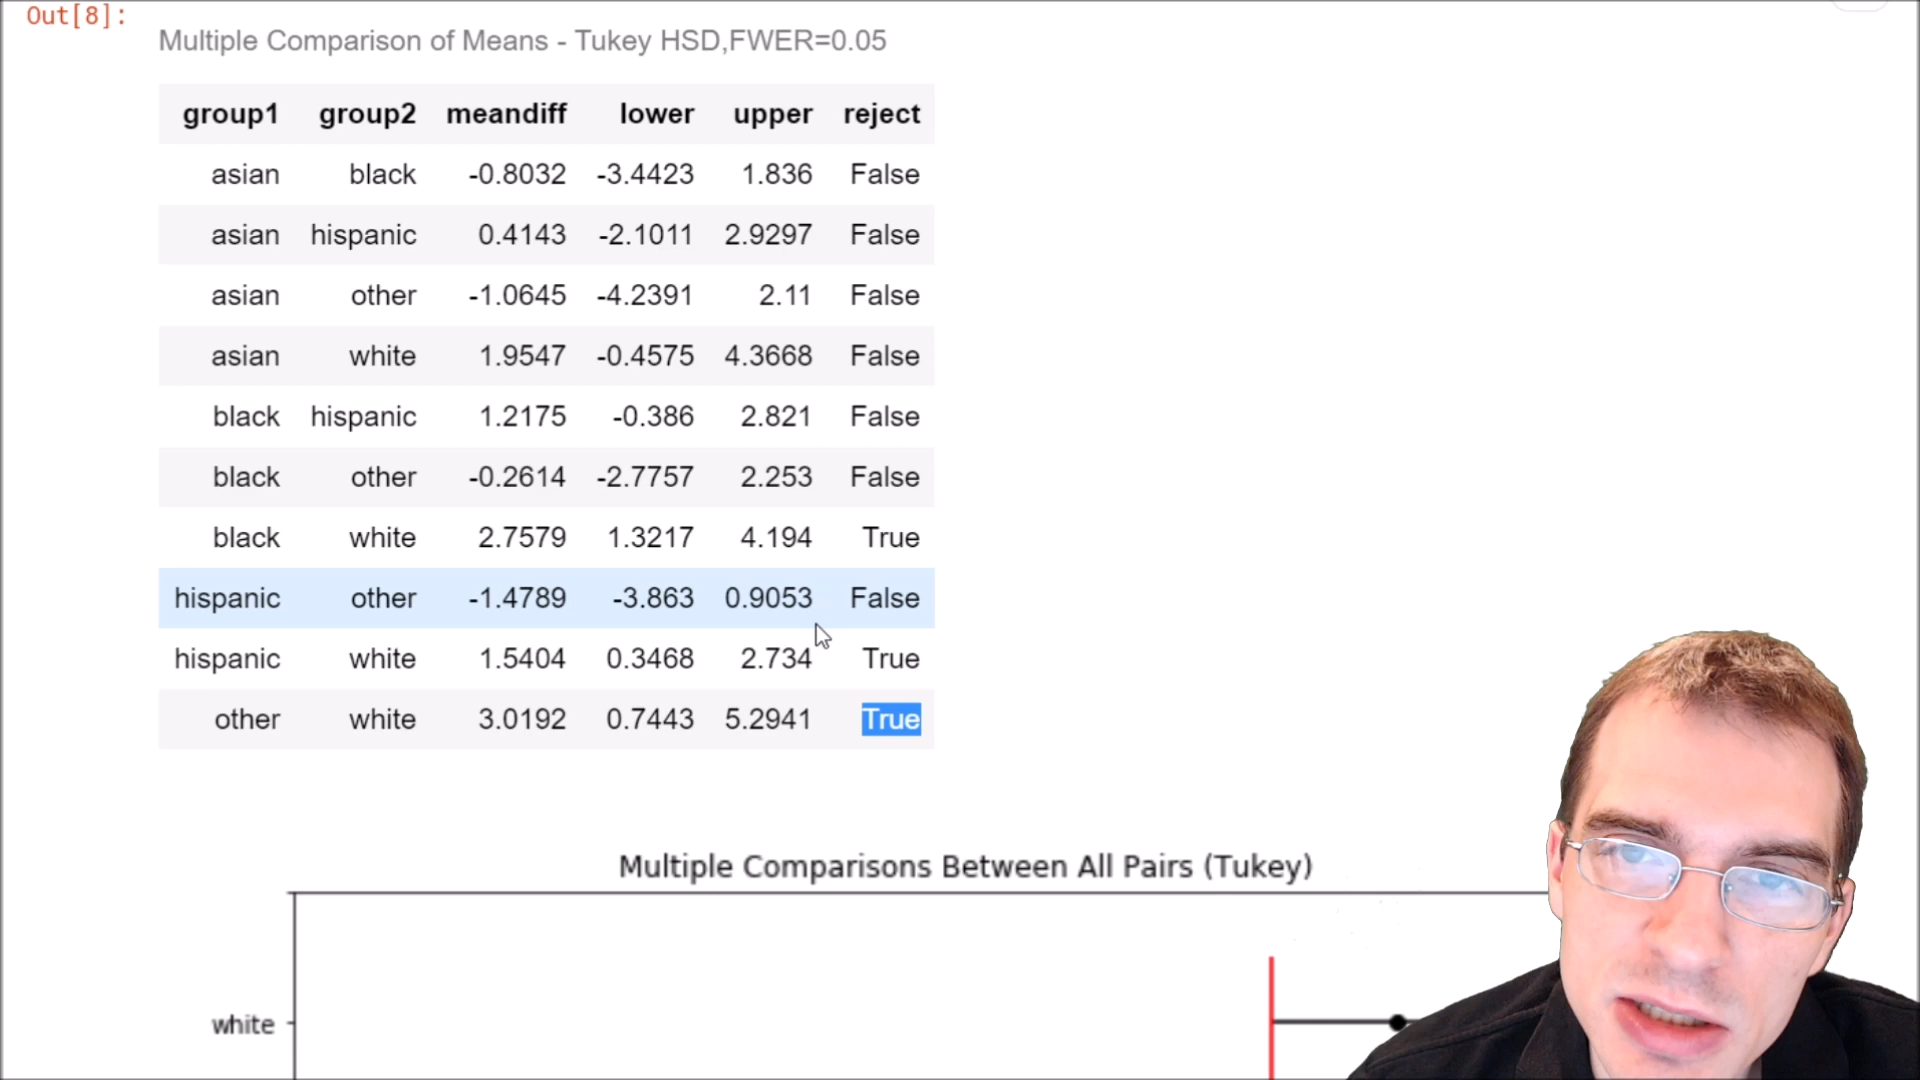 Out[8]:
Multiple Comparison of Means - Tukey HSD,FWER=0.05
group1 group2 meandiff lower upper reject
asian black -0.8032 -3.4423 1.836 False
asian hispanic 0.4143 -2.1011 2.9297 False
asian other -1.0645 -4.2391 2.11 False
asian white 1.9547 -0.4575 4.3668 False
black hispanic 1.2175 -0.386 2.821 False
black other -0.2614 -2.7757 2.253 False
black white 2.7579 1.3217 4.194 True
hispanic other -1.4789 -3.863 0.9053 False
hispanic white 1.5404 0.3468 2.734 True
other white 3.0192 0.7443 5.2941 True
Multiple Comparisons Between All Pairs (Tukey)
white